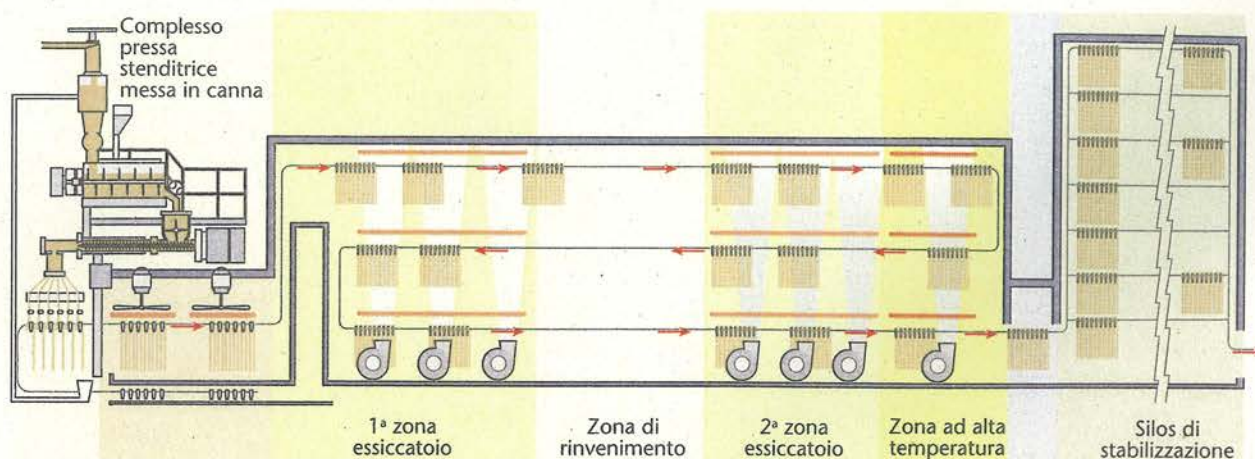 Complesso
pressa
stenditrice
messa in canna
1ª zona
essiccatoio
Zona di
rinvenimento
2ª zona
essiccatoio
Zona ad alta
temperatura
Silos di
stabilizzazione